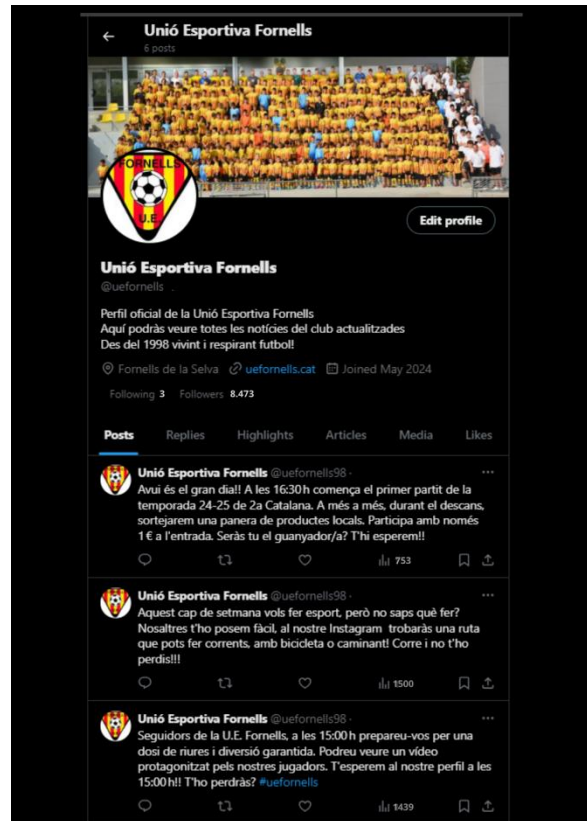 Unió Esportiva Fornells
6 posts
FORNELLS
U.E.
Edit profile
Unió Esportiva Fornells
@uefornells .
Perfil oficial de la Unió Esportiva Fornells
Aquí podràs veure totes les notícies del club actualitzades
Des del 1998 vivint i respirant futbol!
Fornells de la Selva uefornells.cat Joined May 2024
Following 3 Followers 8.473
Posts Replies Highlights Articles Media Likes
Unió Esportiva Fornells @uefornells98 ·
Avui és el gran dia!! A les 16:30 h comença el primer partit de la
temporada 24-25 de 2a Catalana. A més a més, durant el descans,
sortejarem una panera de productes locals. Participa amb només
1 € a l'entrada. Seràs tu el guanyador/a? T'hi esperem!!
753
Unió Esportiva Fornells @uefornells98 ·
Aquest cap de setmana vols fer esport, però no saps què fer?
Nosaltres t'ho posem fàcil, al nostre Instagram trobaràs una ruta
que pots fer corrents, amb bicicleta o caminant! Corre i no t'ho
perdis!!!
1500
Unió Esportiva Fornells @uefornells98 ·
Seguidors de la U.E. Fornells, a les 15:00 h prepareu-vos per una
dosi de riures i diversió garantida. Podreu veure un vídeo
protagonitzat pels nostres jugadors. T'esperem al nostre perfil a les
15:00h!! T'ho perdràs? #uefornells
1439